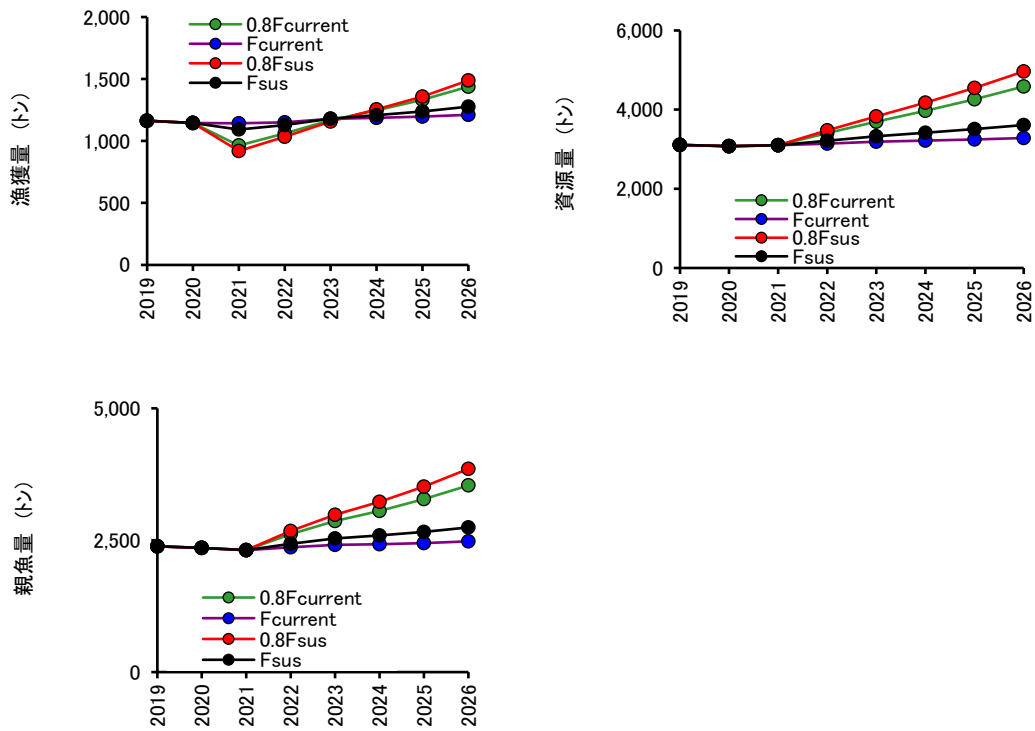 2,000
1,500
1,000
500
0
漁獲量 (トン)
0.8Fcurrent
Fcurrent
0.8Fsus
Fsus
2019
2020
2021
2022
2023
2024
2025
2026
6,000
4,000
2,000
0
資源量 (トン)
0.8Fcurrent
Fcurrent
0.8Fsus
Fsus
2019
2020
2021
2022
2023
2024
2025
2026
5,000
2,500
0
親魚量 (トン)
0.8Fcurrent
Fcurrent
0.8Fsus
Fsus
2019
2020
2021
2022
2023
2024
2025
2026